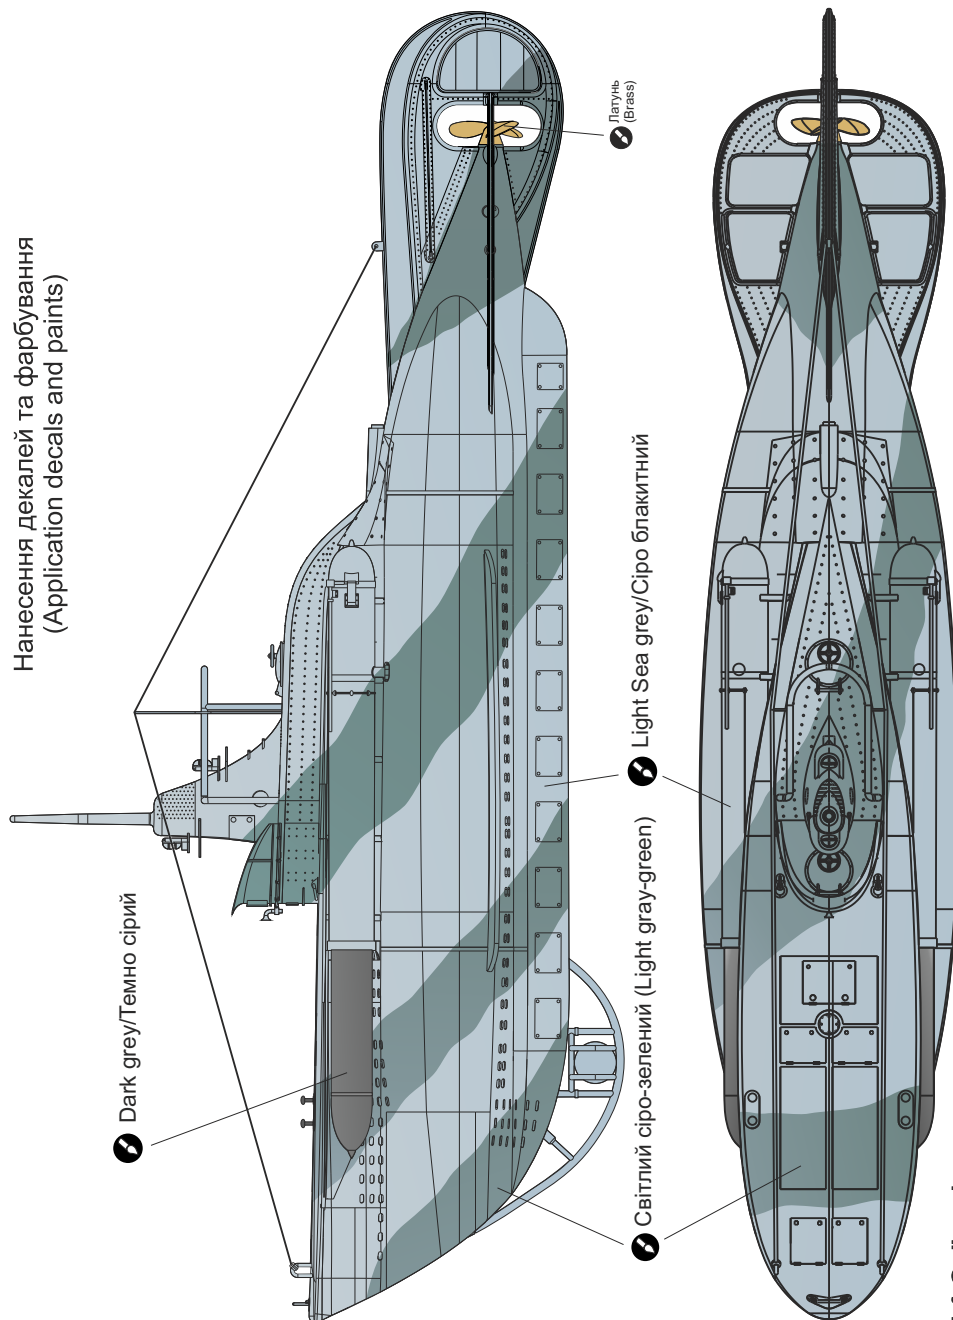 Нанесення декалей та фарбування
(Application decals and paints)
Латунь
(Brass)
Dark grey/Темно сірий
Light Sea grey/Сіро блакитний
Світлий сіро-зелений (Light gray-green)